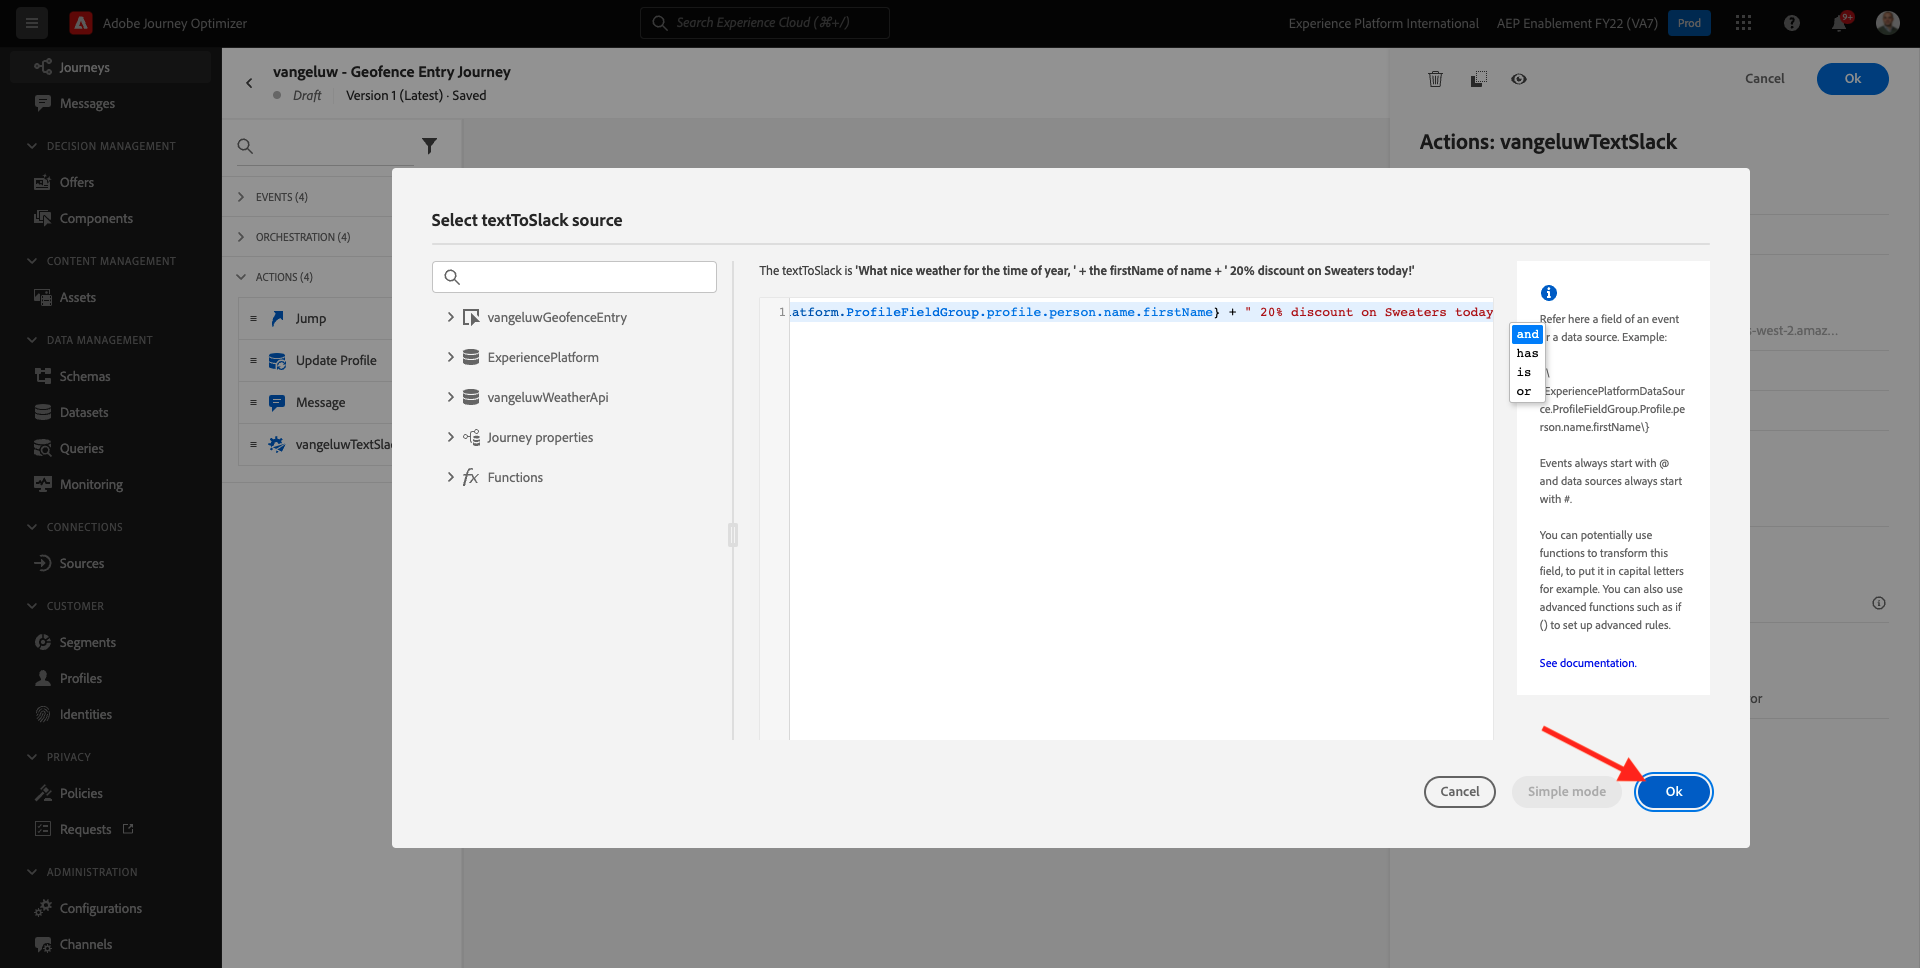 Adobe Journey Optimizer
Search Experience Cloud (⌘+/)
Experience Platform International
AEP Enablement FY22 (VA7)
Prod
9+
Journeys
Messages
DECISION MANAGEMENT
Offers
Components
CONTENT MANAGEMENT
Assets
DATA MANAGEMENT
Schemas
Datasets
Queries
Monitoring
CONNECTIONS
Sources
CUSTOMER
Segments
Profiles
Identities
PRIVACY
Policies
Requests
ADMINISTRATION
Configurations
Channels
vangeluw - Geofence Entry Journey
Draft
Version 1 (Latest) · Saved
Cancel
Ok
EVENTS (4)
ORCHESTRATION (4)
ACTIONS (4)
Jump
Update Profile
Message
vangeluwTextSlac
Actions: vangeluwTextSlack
s-west-2.amaz...
or
Select textToSlack source
vangeluwGeofenceEntry
ExperiencePlatform
vangeluwWeatherApi
Journey properties
fx Functions
The textToSlack is 'What nice weather for the time of year, ' + the firstName of name + ' 20% discount on Sweaters today!'
1 atform.ProfileFieldGroup.profile.person.name.firstName} + " 20% discount on Sweaters today
and
has
is
or
Refer here a field of an event
r a data source. Example:
\
ExperiencePlatformDataSour
ce.ProfileFieldGroup.Profile.pe
rson.name.firstName\}
Events always start with @
and data sources always start
with #.
You can potentially use
functions to transform this
field, to put it in capital letters
for example. You can also use
advanced functions such as if
() to set up advanced rules.
See documentation.
Cancel
Simple mode
Ok